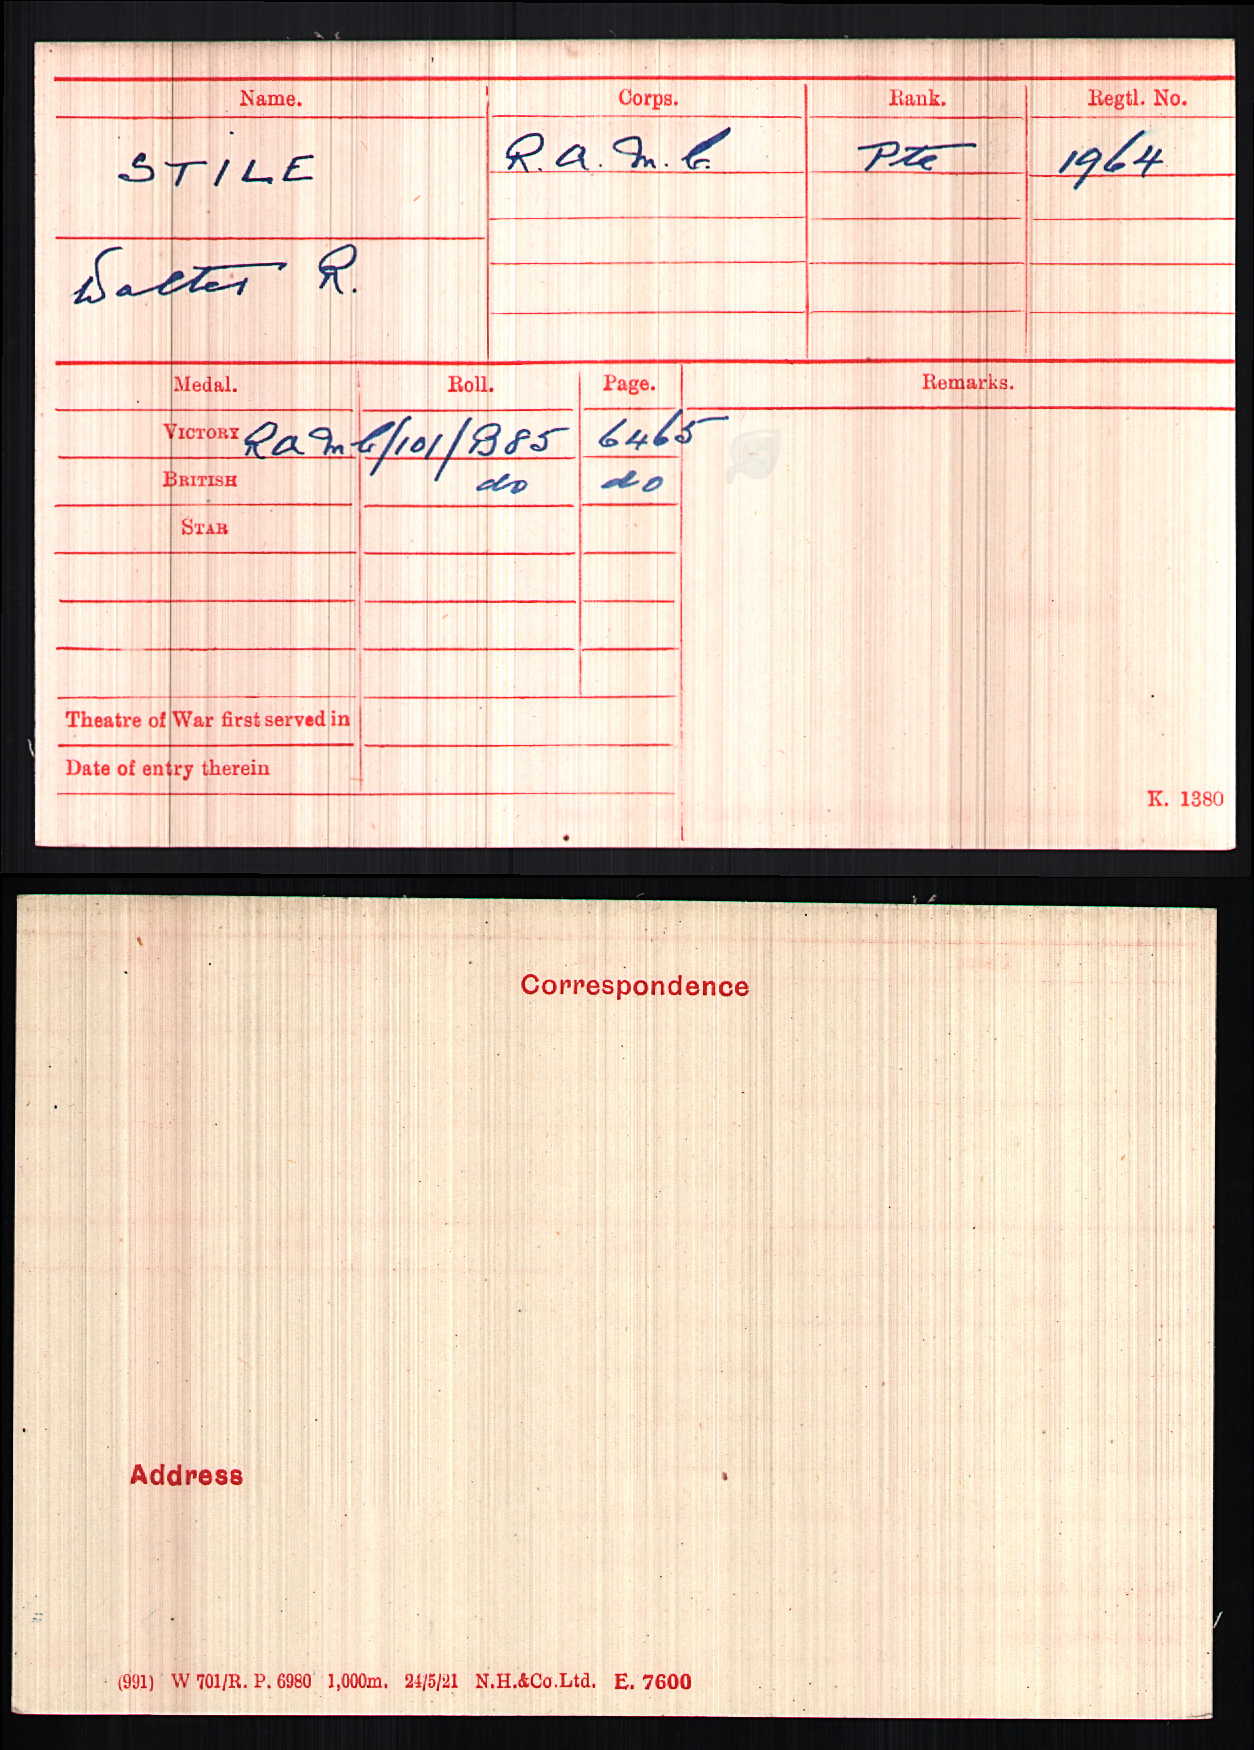 Name. Corps. Rank. Regtl. No.
STILE R.A.M.C. Pte 1964
Walter R.
Medal. Roll. Page. Remarks.
VICTORY RAMC/101/B85 6465
BRITISH do do
STAR
Theatre of War first served in
Date of entry therein
K. 1380
Correspondence
Address
(991) W 701/R. P. 6980 1,000m. 24/5/21 N.H.&Co.Ltd. E. 7600